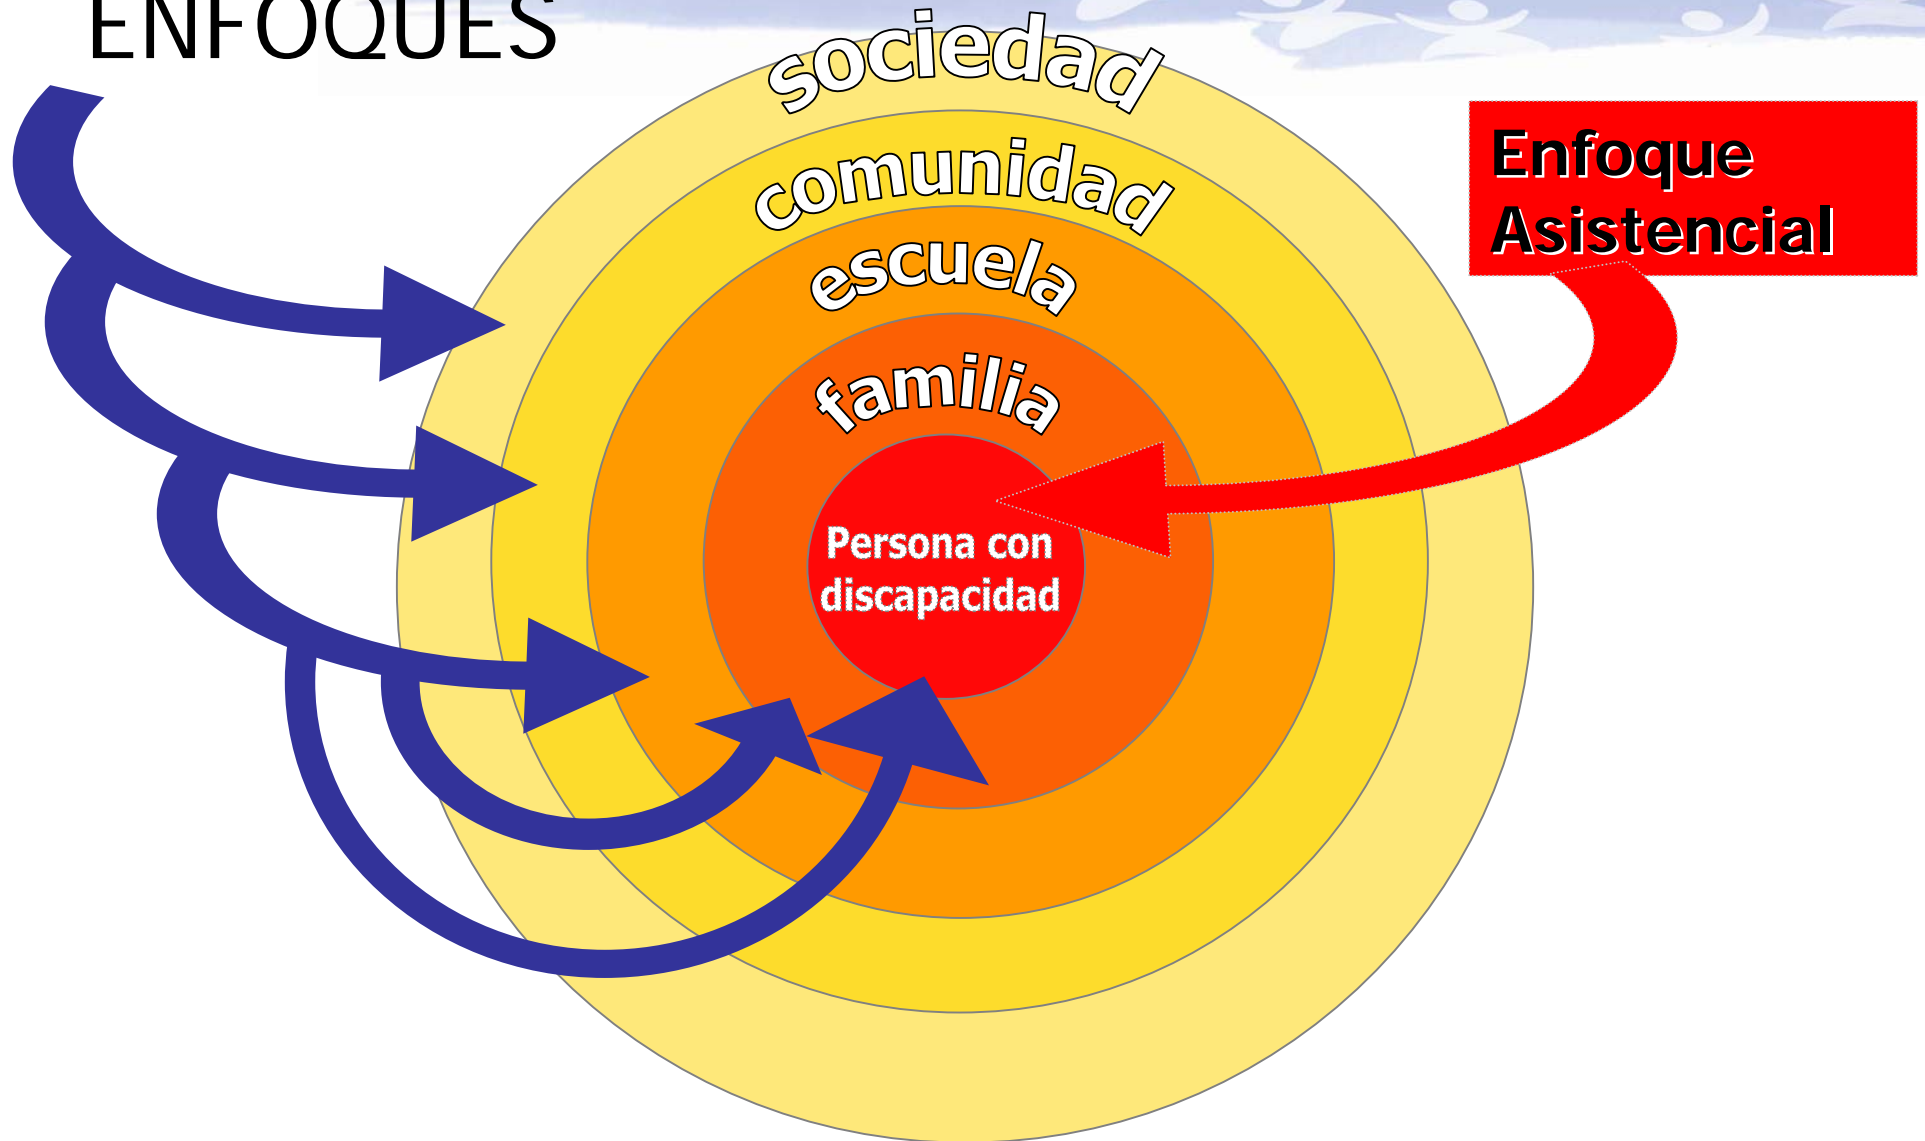 ENFOQUES
sociedad
comunidad
escuela
familia
Persona con
discapacidad
Enfoque
Asistencial